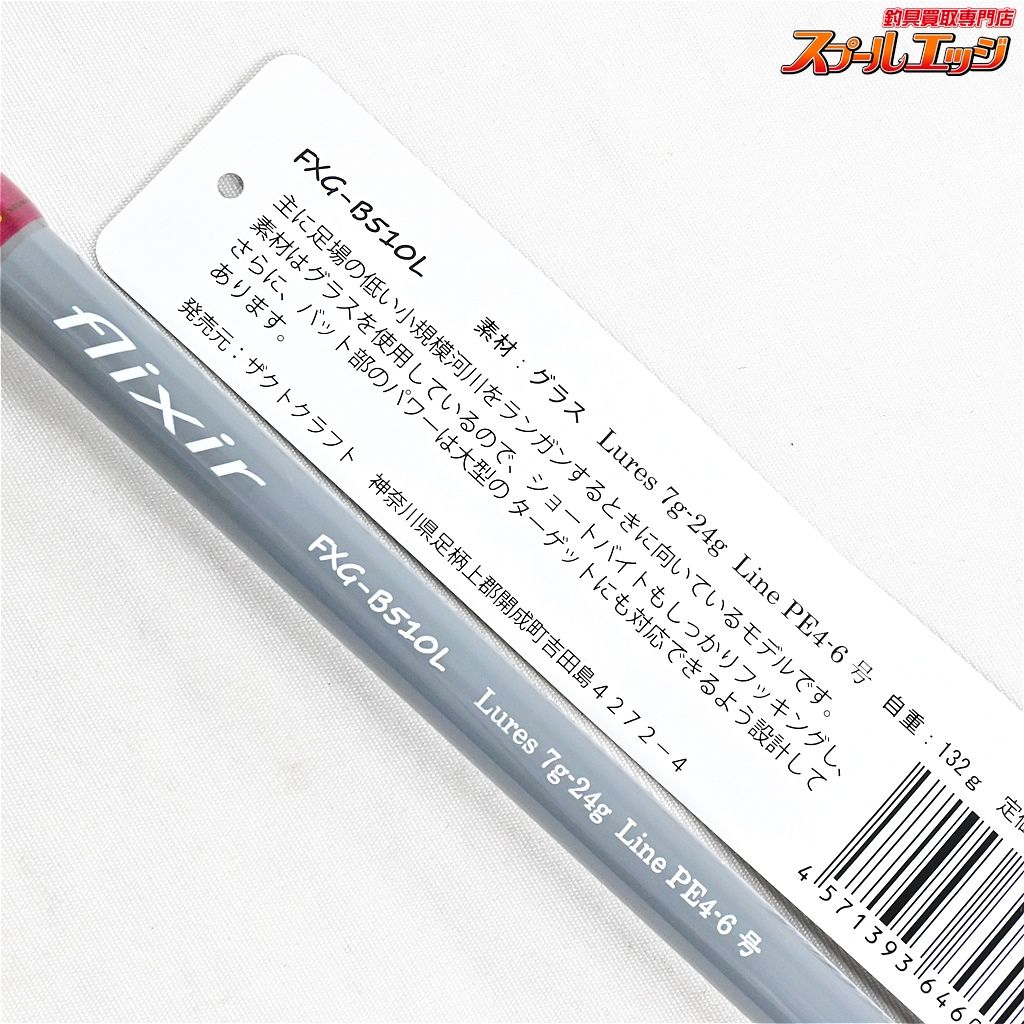 釣具買取専門店
スプールエッジ
FXG-B510L
素材：グラス Lures 7g-24g Line PE4-6 号 自重：132g 定価
主に足場の低い小規模河川をランガンするときに向いているモデルです。
素材はグラスを使用しているので、ショートバイトもしっかりフッキングし、
さらに、バット部のパワーは大型のターゲットにも対応できるよう設計して
あります。
発売元：ザクトクラフト 神奈川県足柄上郡開成町吉田島4272-4
4 571393 646
flixir
FXG-B510L Lures 7g-24g Line PE4-6 号